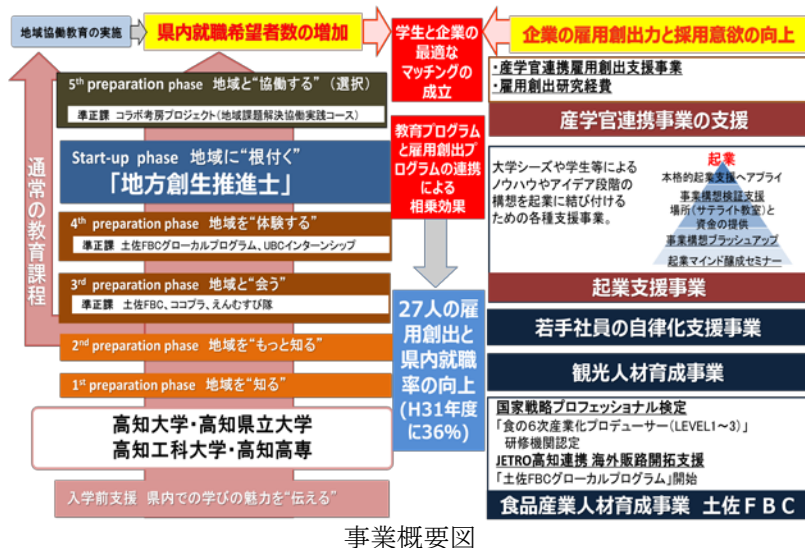 地域協働教育の実施
県内就職希望者数の増加
通常の教育課程
5th preparation phase 地域と“協働する”（選択）
準正課 コラボ考房プロジェクト(地域課題解決協働実践コース)
Start-up phase 地域に“根付く”
「地方創生推進士」
4th preparation phase 地域を“体験する”
準正課 土佐FBCグローカルプログラム、UBCインターンシップ
3rd preparation phase 地域と“会う”
準正課 土佐FBC、ココプラ、えんむすび隊
2nd preparation phase 地域を“もっと知る”
1st preparation phase 地域を“知る”
高知大学・高知県立大学
高知工科大学・高知高専
入学前支援 県内での学びの魅力を“伝える”
学生と企業の
最適な
マッチングの
成立
教育プログラム
と雇用創出プ
ログラムの連携
による
相乗効果
27人の雇
用創出と
県内就職
率の向上
(H31年度
に36%)
企業の雇用創出力と採用意欲の向上
・産学官連携雇用創出支援事業
・雇用創出研究経費
産学官連携事業の支援
大学シーズや学生等による
ノウハウやアイデア段階の
構想を起業に結び付ける
ための各種支援事業。
起業
本格的起業支援へアプライ
事業構想検証支援
場所(サテライト教室)と
資金の提供
事業構想ブラッシュアップ
起業マインド醸成セミナー
起業支援事業
若手社員の自律化支援事業
観光人材育成事業
国家戦略プロフェッショナル検定
「食の6次産業化プロデューサー(LEVEL1～3)」
研修機関認定
JETRO高知連携 海外販路開拓支援
「土佐FBCグローカルプログラム」開始
食品産業人材育成事業 土佐FBC
事業概要図